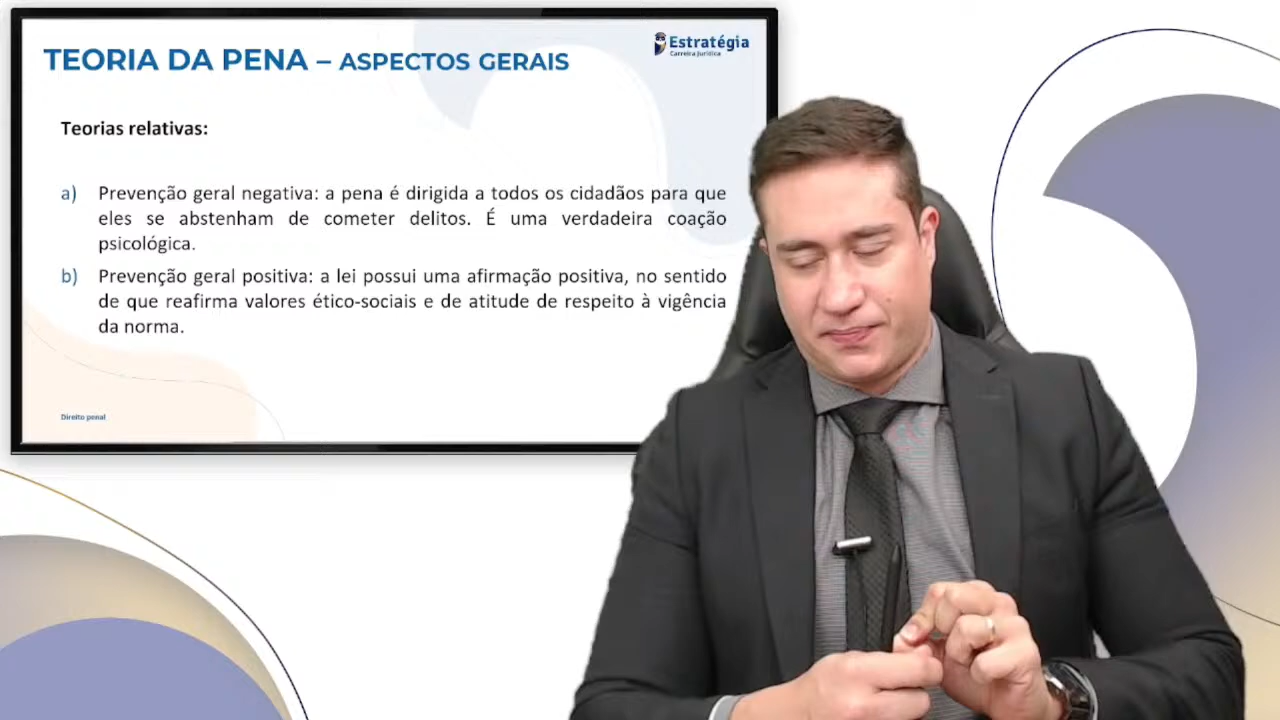 TEORIA DA PENA – ASPECTOS GERAIS
Estratégia
Carreira Jurídica
Teorias relativas:
a) Prevenção geral negativa: a pena é dirigida a todos os cidadãos para que
eles se abstenham de cometer delitos. É uma verdadeira coação
psicológica.
b) Prevenção geral positiva: a lei possui uma afirmação positiva, no sentido
de que reafirma valores ético-sociais e de atitude de respeito à vigência
da norma.
Direito penal